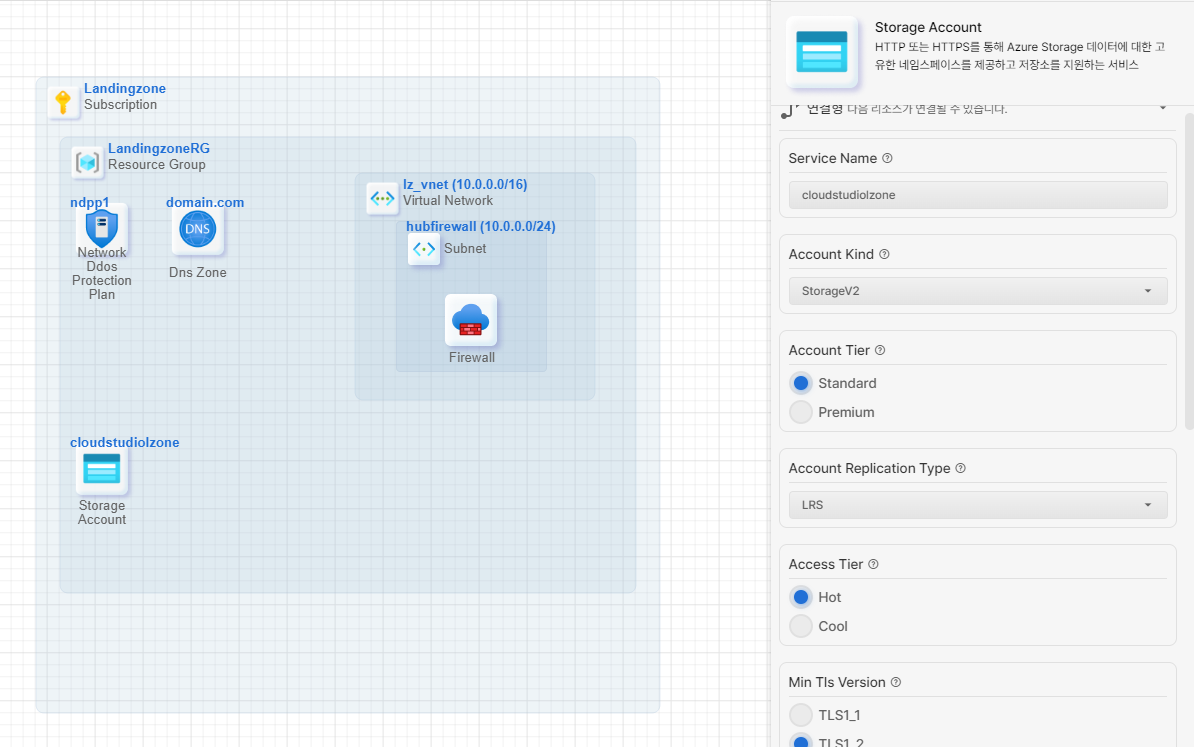 Landingzone
Subscription
LandingzoneRG
Resource Group
ndpp1
Network
Ddos
Protection
Plan
domain.com
DNS
Dns Zone
lz_vnet (10.0.0.0/16)
Virtual Network
hubfirewall (10.0.0.0/24)
Subnet
Firewall
cloudstudiolzone
Storage
Account
Storage Account
HTTP 또는 HTTPS를 통해 Azure Storage 데이터에 대한 고
유한 네임스페이스를 제공하고 저장소를 지원하는 서비스
연결형 다음 리소스가 연결될 수 있습니다.
Service Name
cloudstudiolzone
Account Kind
StorageV2
Account Tier
Standard
Premium
Account Replication Type
LRS
Access Tier
Hot
Cool
Min Tls Version
TLS1_1
TLS1_2